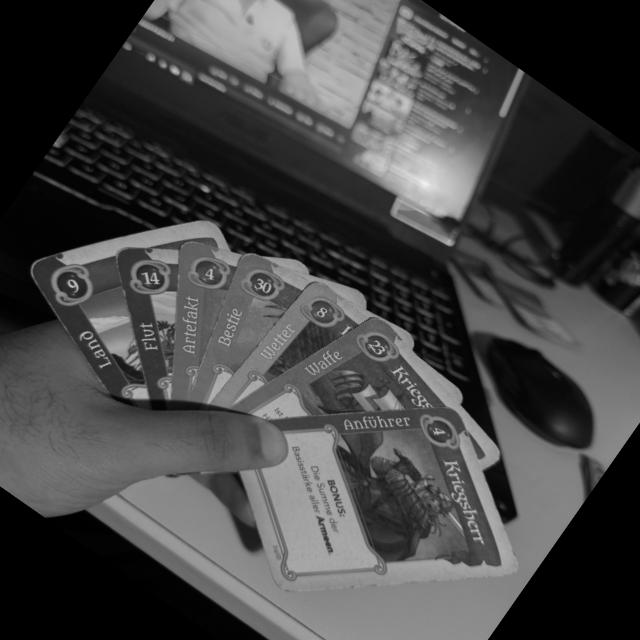 9
Land
14
Flut
4
Artefakt
30
Bestie
8
Wetter
23
Waffe
Kriegs
4
Anführer
Kriegsherr
BONUS:
Die Summe der
Basisstärke aller Armeen.